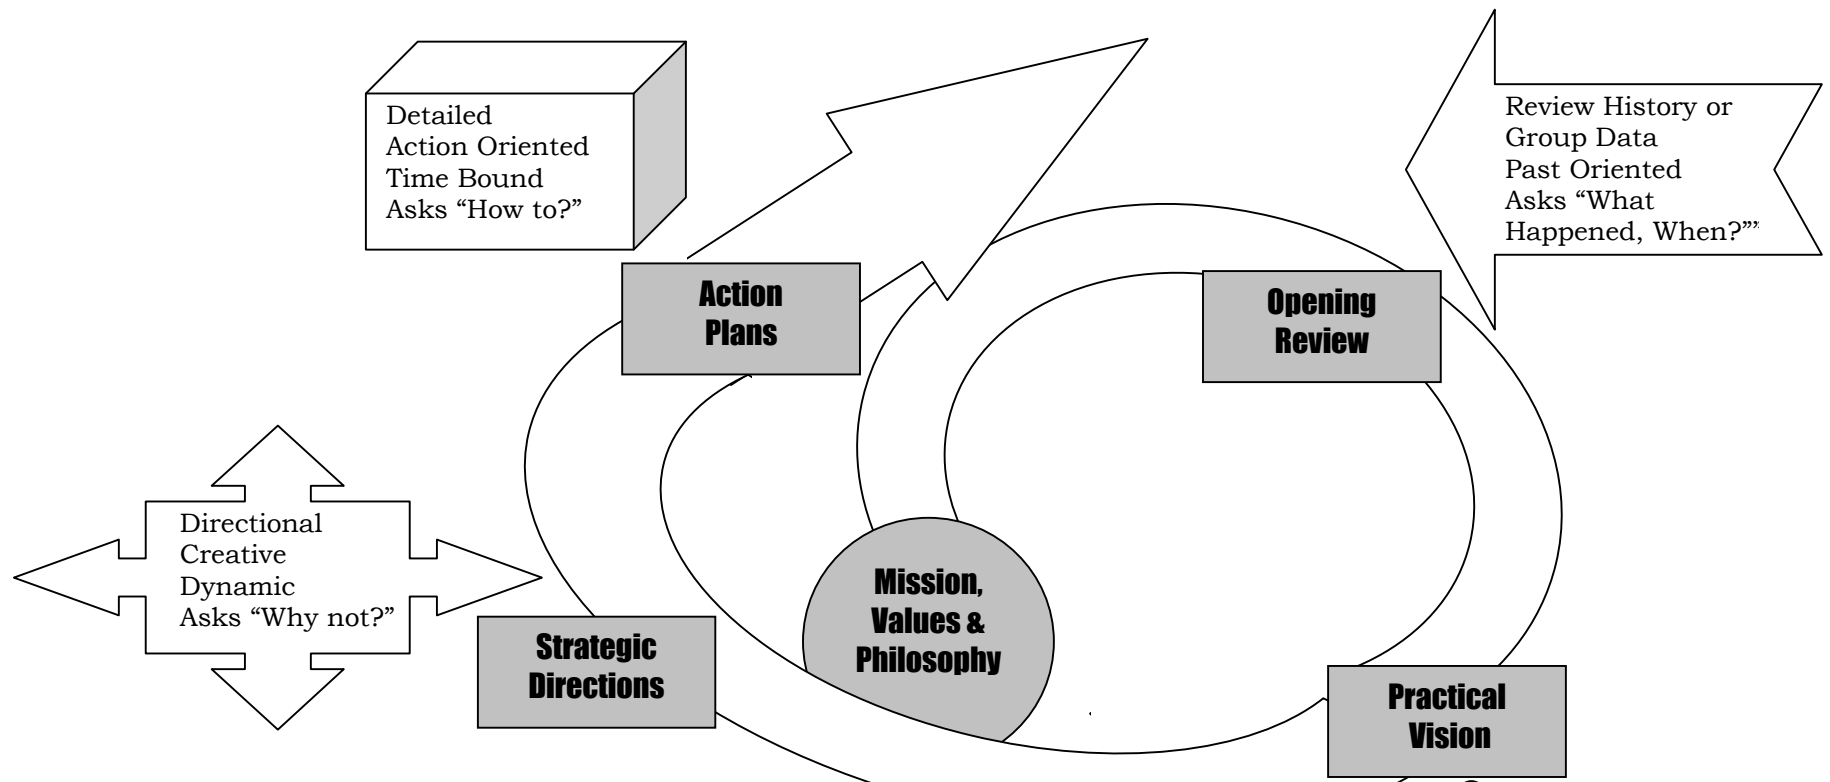 Detailed
Action Oriented
Time Bound
Asks “How to?”
Review History or
Group Data
Past Oriented
Asks “What
Happened, When?”’
Action
Plans
Opening
Review
Directional
Creative
Dynamic
Asks “Why not?”
Mission,
Values &
Philosophy
Strategic
Directions
Practical
Vision